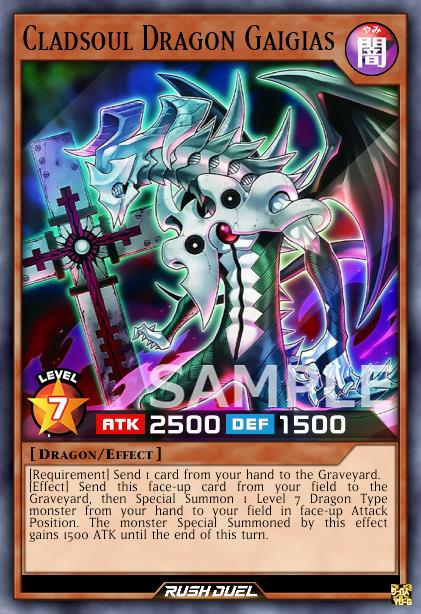 Cladsoul Dragon Gaigias
やみ
闇
SAMPLE
LEVEL
7
ATK 2500 DEF 1500
[Dragon/Effect]
[Requirement] Send 1 card from your hand to the Graveyard.
[Effect] Send this face-up card from your field to the
Graveyard, then Special Summon 1 Level 7 Dragon Type
monster from your hand to your field in face-up Attack
Position. The monster Special Summoned by this effect
gains 1500 ATK until the end of this turn.
RUSH DUEL